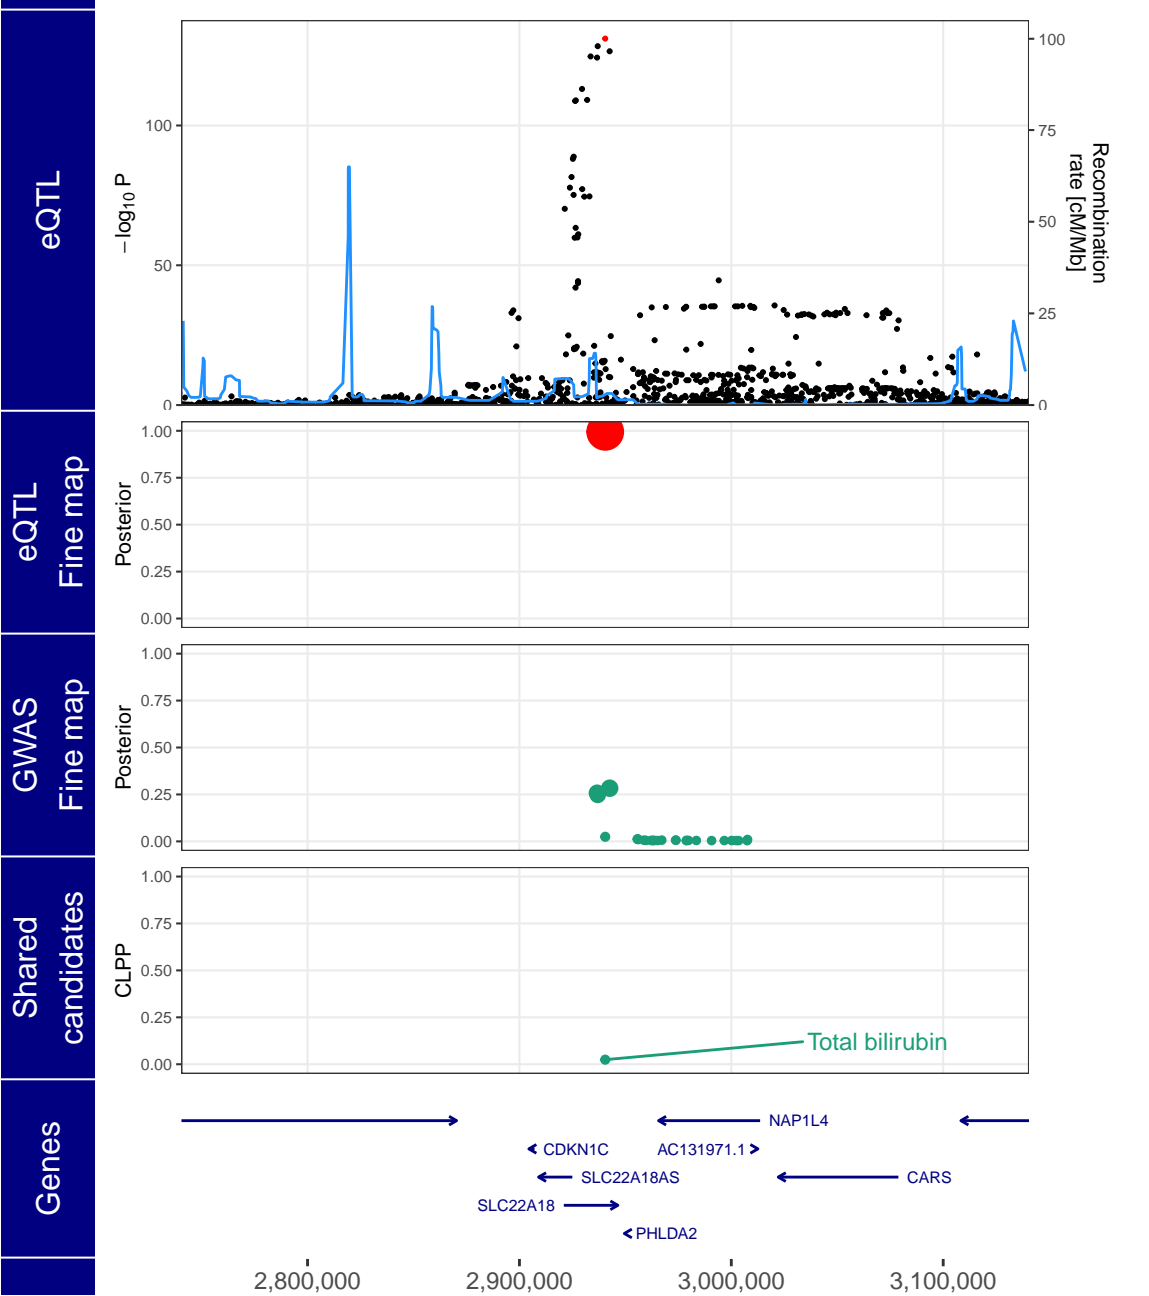 eQTL
−log10 P
100
50
0
100
75
50
25
0
Recombination
rate [cM/Mb]
eQTL
Fine map
Posterior
1.00
0.75
0.50
0.25
0.00
GWAS
Fine map
Posterior
1.00
0.75
0.50
0.25
0.00
Shared
candidates
CLPP
1.00
0.75
0.50
0.25
0.00
Total bilirubin
Genes
NAP1L4
CDKN1C
AC131971.1
SLC22A18AS
CARS
SLC22A18
PHLDA2
2,800,000
2,900,000
3,000,000
3,100,000